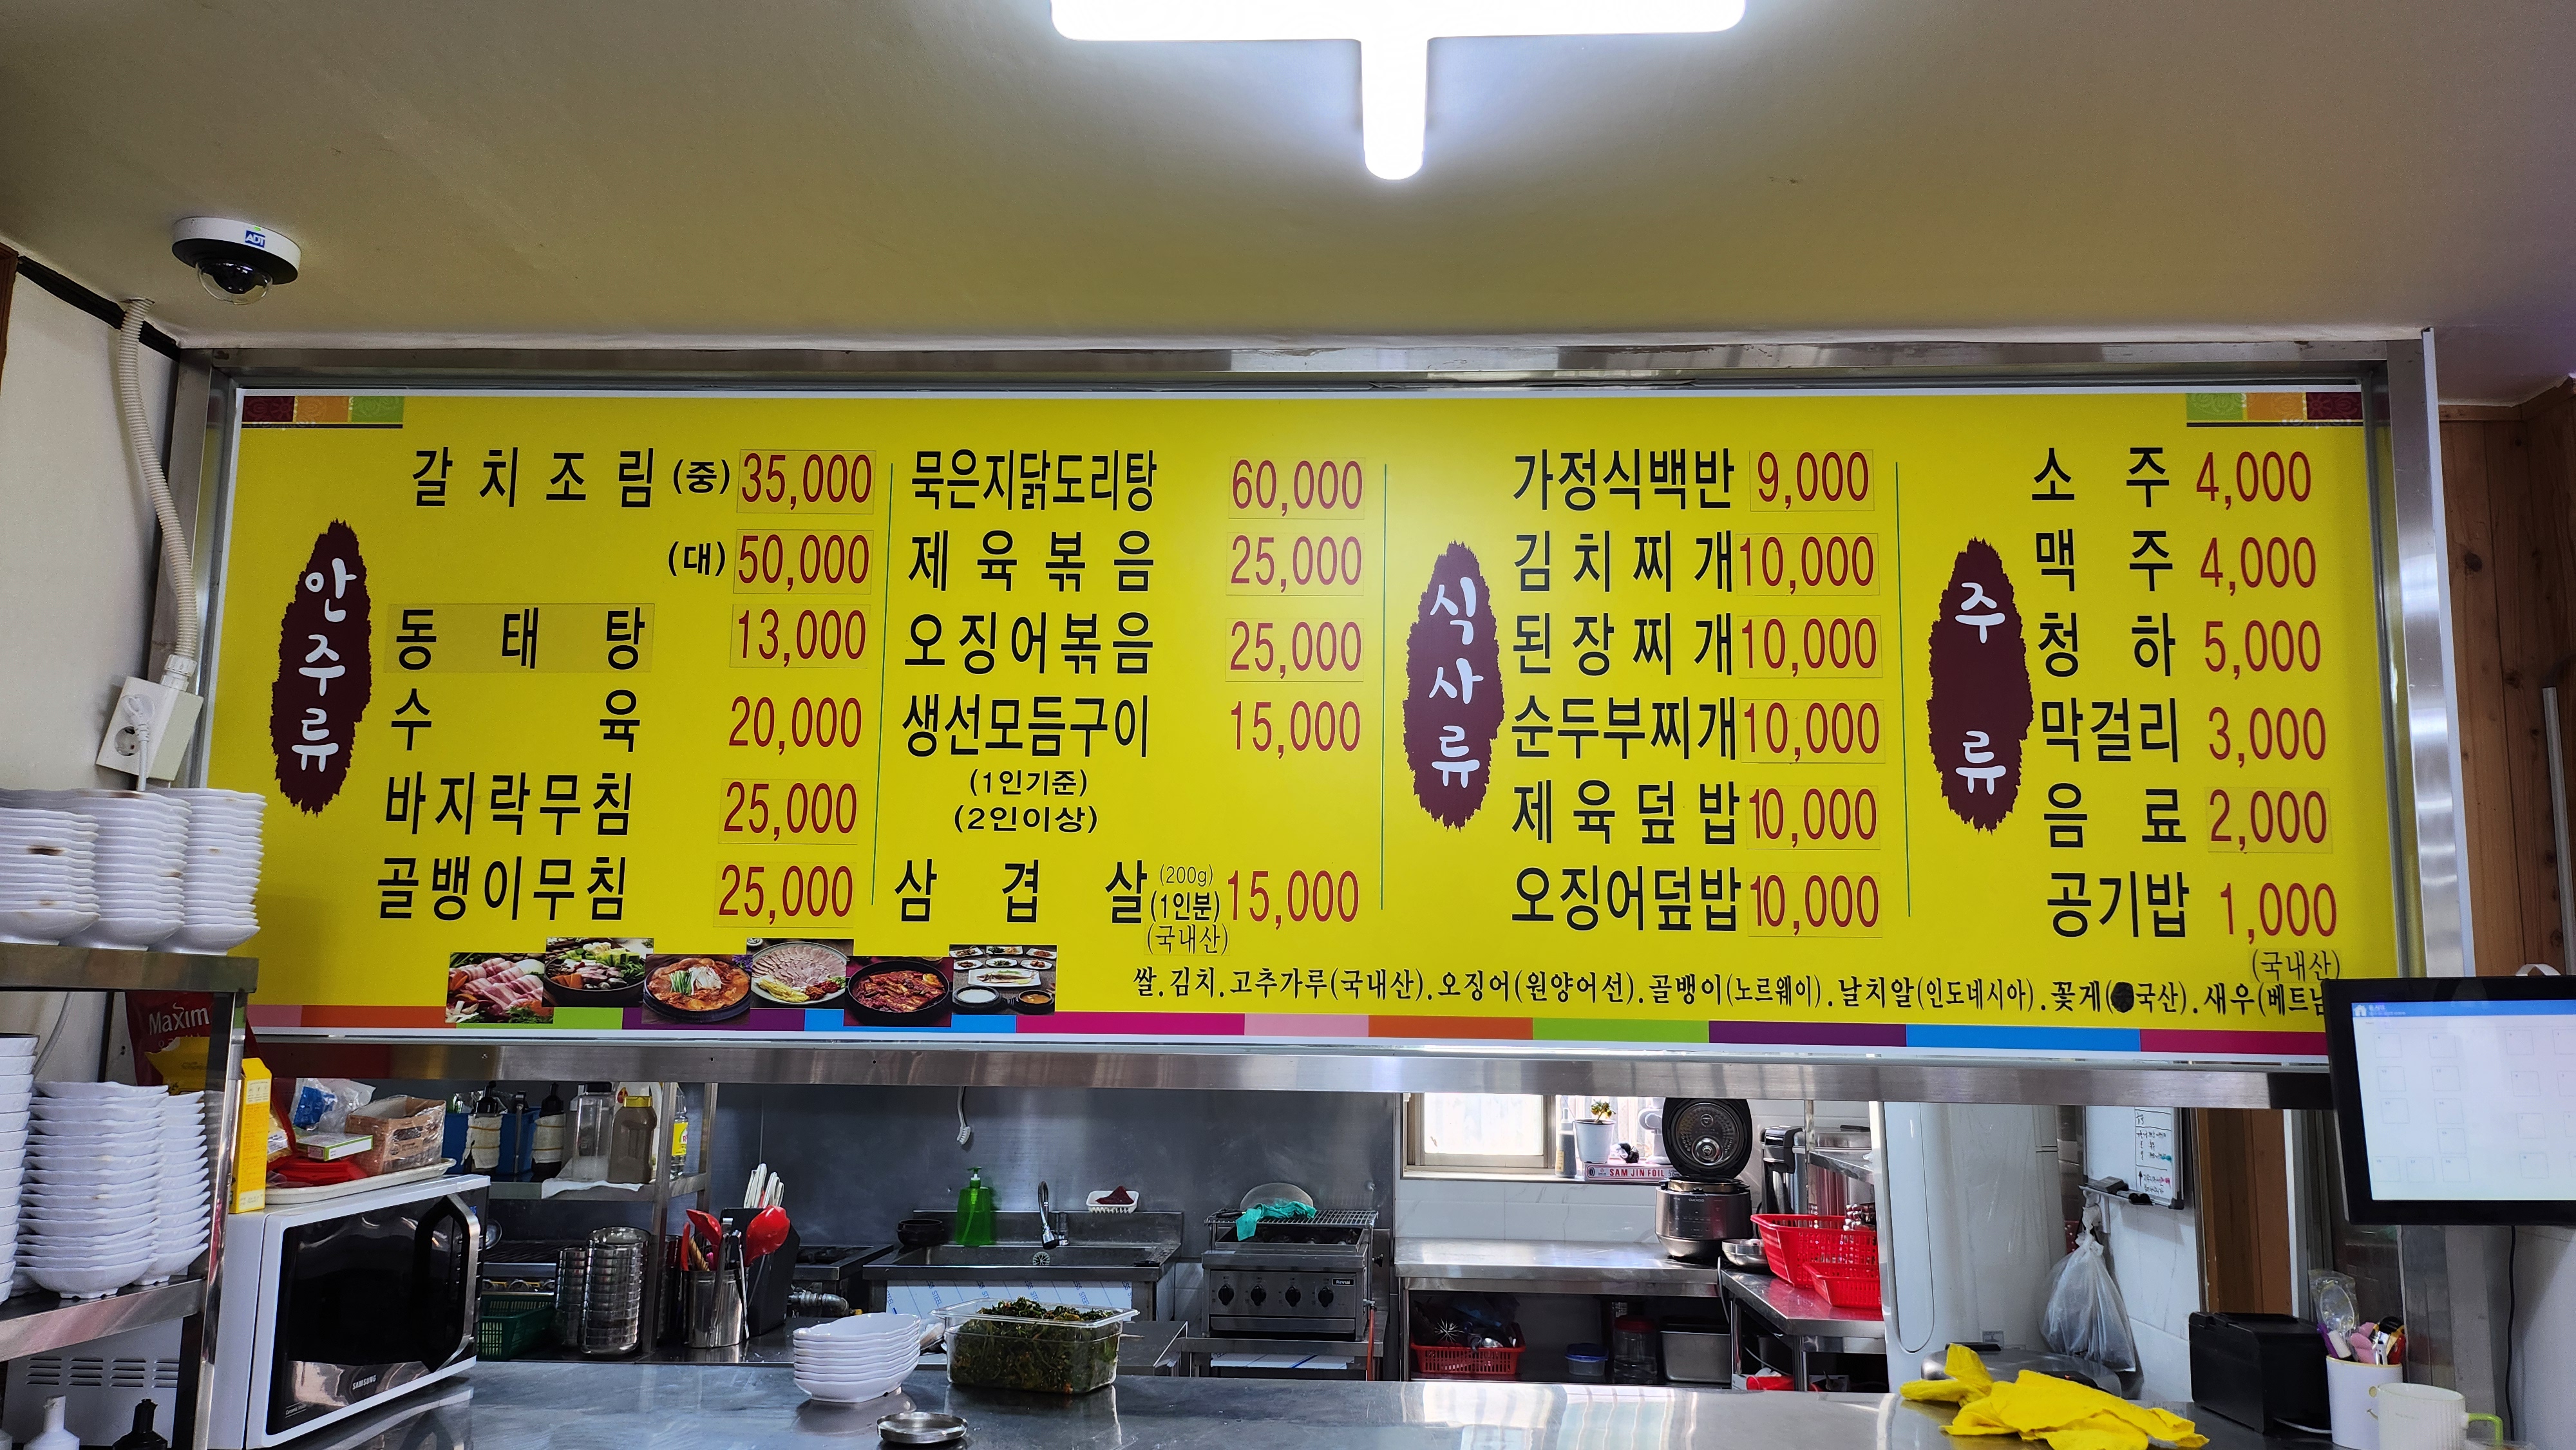 ADT
안주류
갈치조림 (중) 35,000
(대) 50,000
동태탕 13,000
수육 20,000
바지락무침 25,000
골뱅이무침 25,000
묵은지닭도리탕 60,000
제육볶음 25,000
오징어볶음 25,000
생선모듬구이 15,000
(1인기준)
(2인이상)
삼겹살 (200g) (1인분) (국내산) 15,000
식사류
가정식백반 9,000
김치찌개 10,000
된장찌개 10,000
순두부찌개 10,000
제육덮밥 10,000
오징어덮밥 10,000
주류
소주 4,000
맥주 4,000
청하 5,000
막걸리 3,000
음료 2,000
공기밥 1,000
(국내산)
쌀.김치.고추가루(국내산).오징어(원양어선).골뱅이(노르웨이).날치알(인도네시아).꽃게(국산).새우(베트남
Maxim
SAMSUNG
SAM JIN FOIL